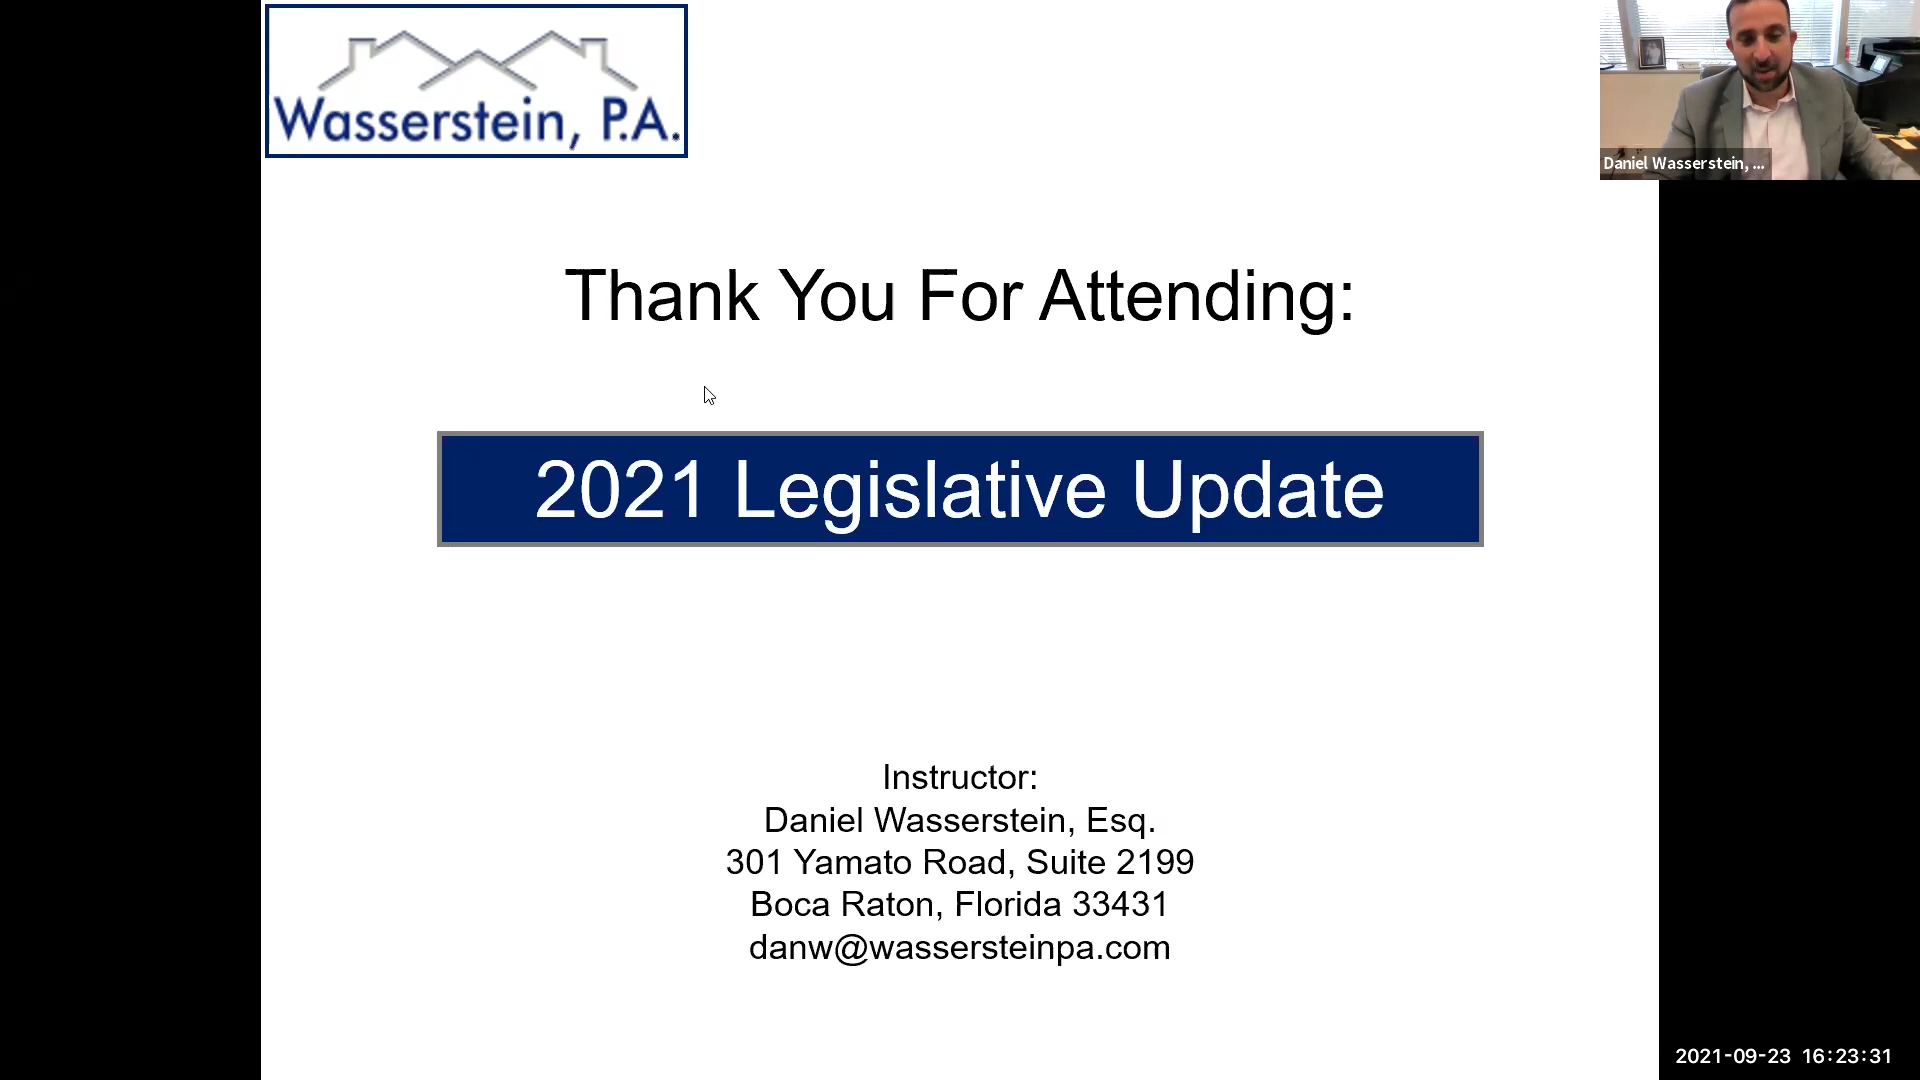 Wasserstein, P.A.
Daniel Wasserstein, ...
Thank You For Attending:
2021 Legislative Update
Instructor:
Daniel Wasserstein, Esq.
301 Yamato Road, Suite 2199
Boca Raton, Florida 33431
danw@wassersteinpa.com
2021-09-23 16:23:31